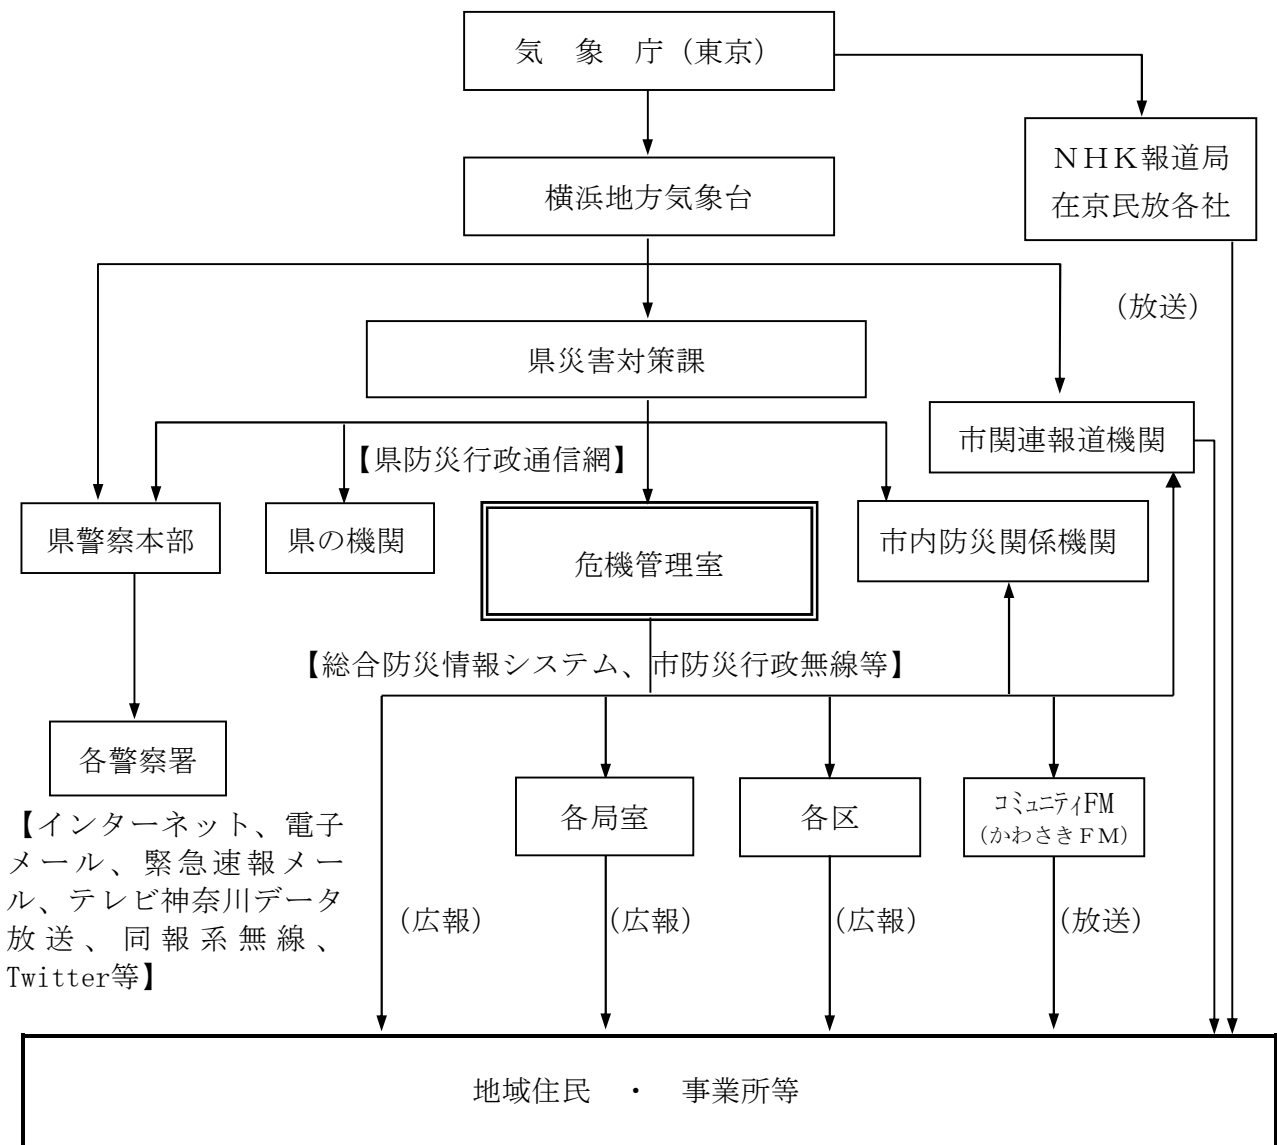 気　象　庁（東京）
ＮＨＫ報道局
在京民放各社
横浜地方気象台
（放送）
県災害対策課
市関連報道機関
【県防災行政通信網】
県警察本部
県の機関
危機管理室
市内防災関係機関
【総合防災情報システム、市防災行政無線等】
各警察署
各局室
各区
コミュニティFM
（かわさきＦＭ）
【インターネット、電子
メール、緊急速報メー
ル、テレビ神奈川データ
放送、同報系無線、
Twitter等】
（広報）
（広報）
（広報）
（放送）
地域住民　・　事業所等